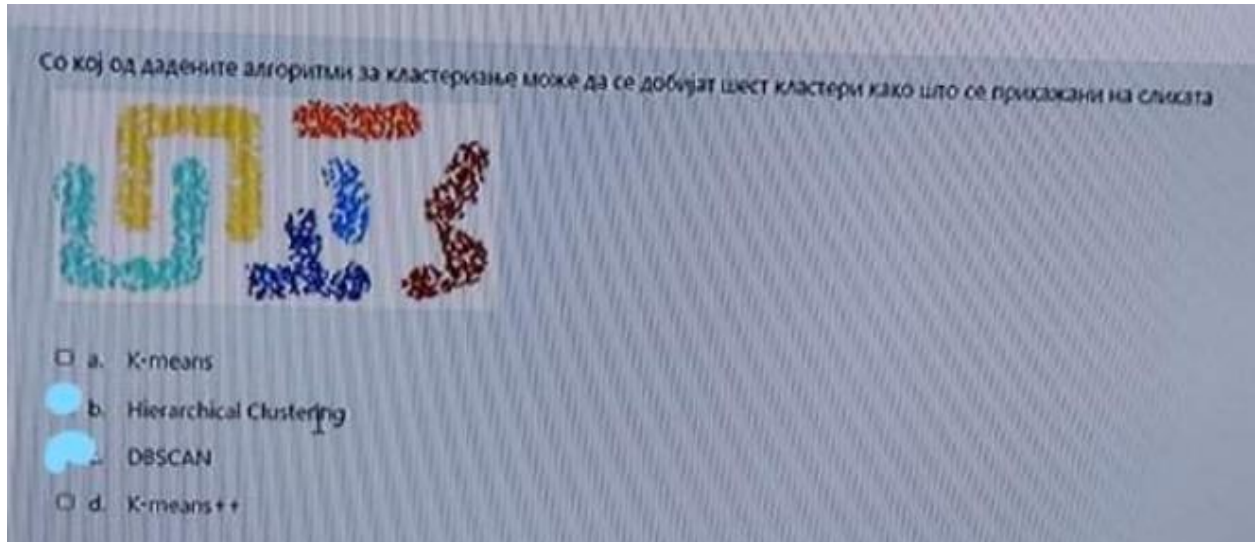 Со кој од дадените алгоритми за кластеризање може да се добијат шест кластери како што се прикажани на сликата
a. K-means
b. Hierarchical Clustering
DBSCAN
d. K-means++